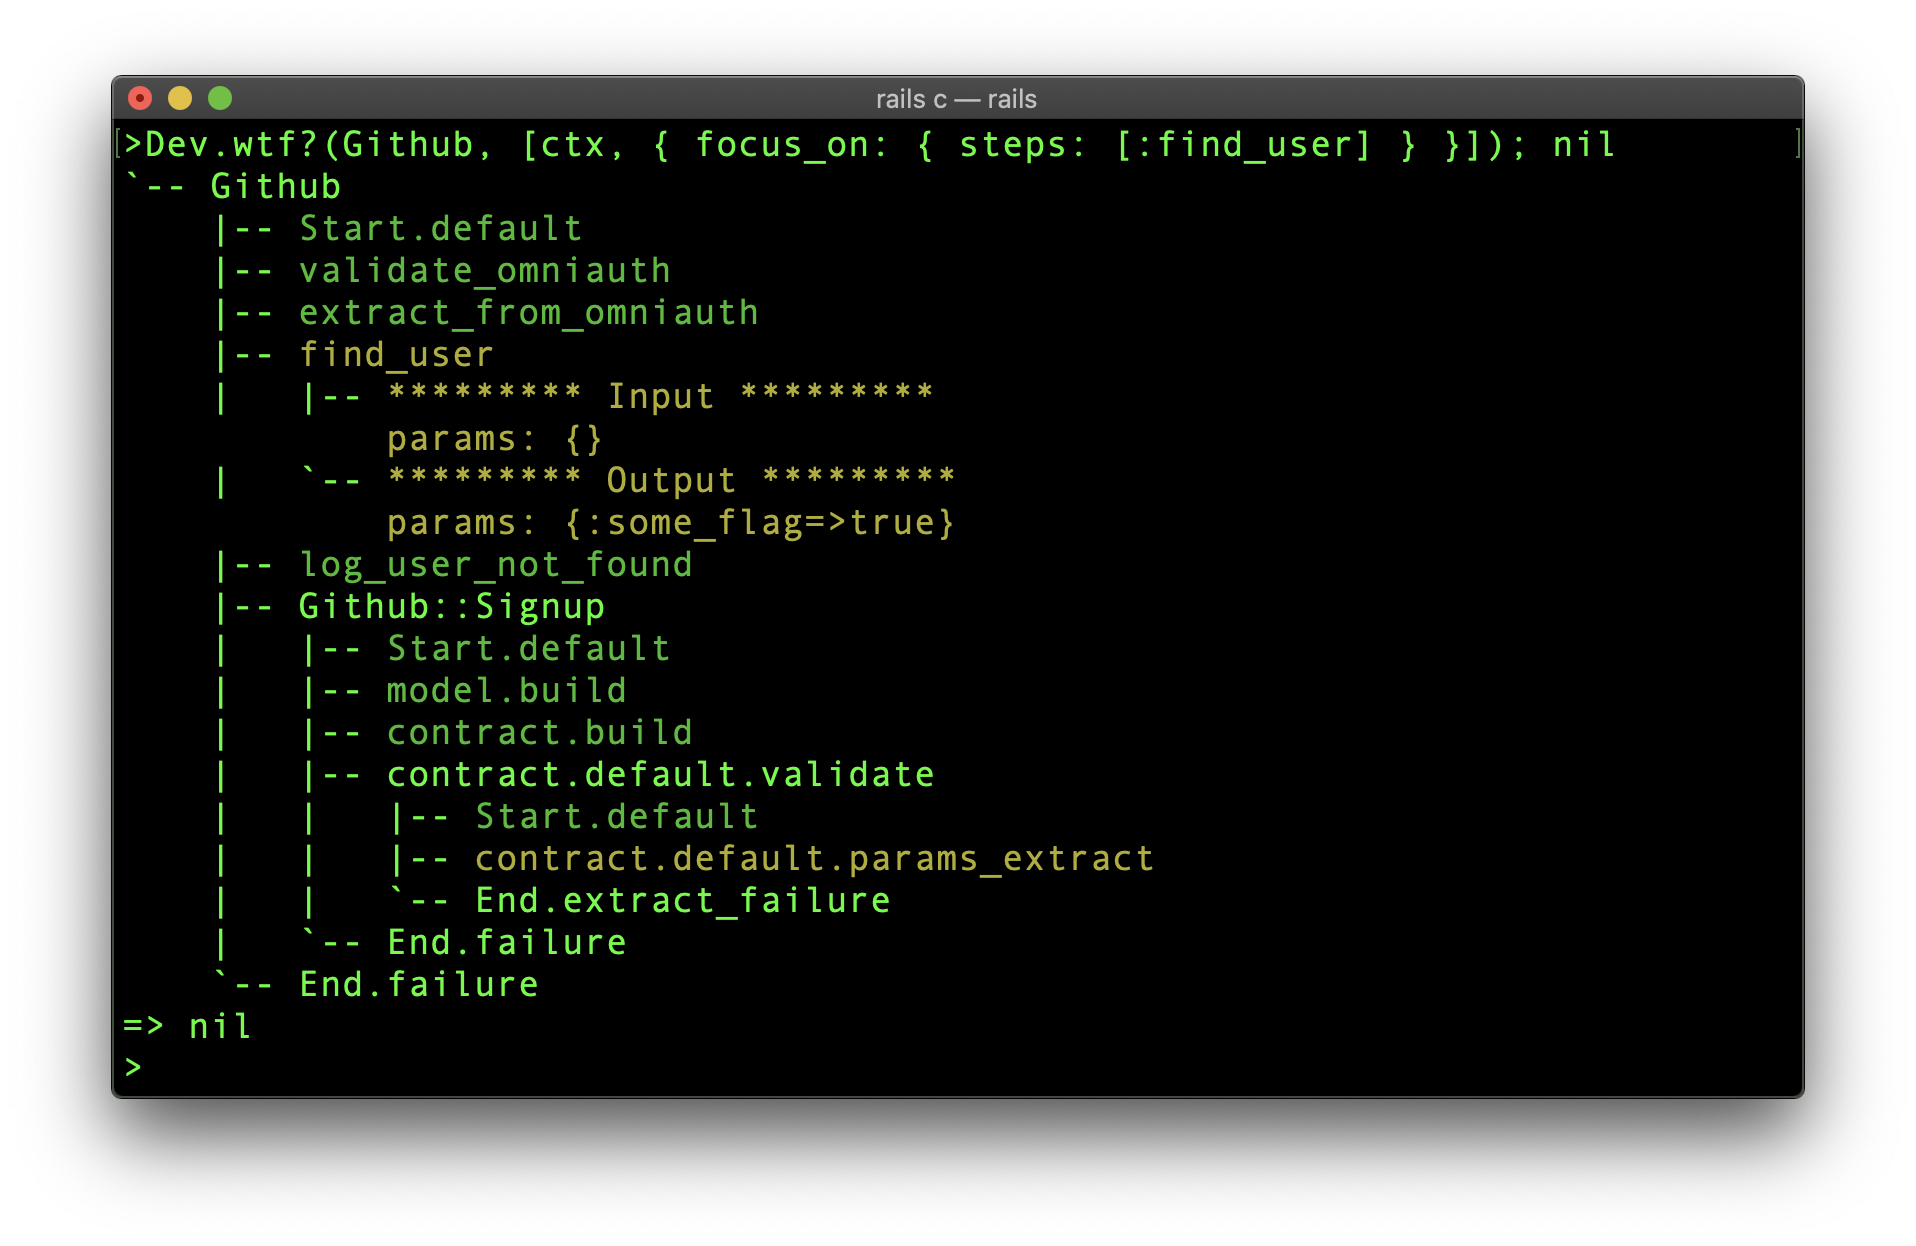 rails c — rails
[>Dev.wtf?(Github, [ctx, { focus_on: { steps: [:find_user] } }]); nil ]
`-- Github
    |-- Start.default
    |-- validate_omniauth
    |-- extract_from_omniauth
    |-- find_user
    |   |-- ********* Input *********
            params: {}
    |   `-- ********* Output *********
            params: {:some_flag=>true}
    |-- log_user_not_found
    |-- Github::Signup
    |   |-- Start.default
    |   |-- model.build
    |   |-- contract.build
    |   |-- contract.default.validate
    |   |   |-- Start.default
    |   |   |-- contract.default.params_extract
    |   |   `-- End.extract_failure
    |   `-- End.failure
    `-- End.failure
=> nil
>